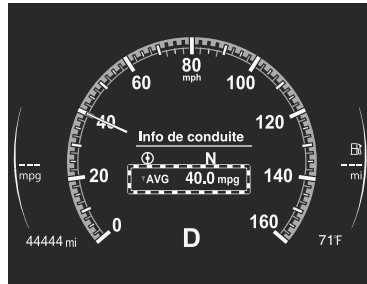 80
mph
60
100
40
120
Info de conduite
N
--- mpg
AVG 40.0 mpg
--- mi
20
140
0
160
44444 mi
D
71°F